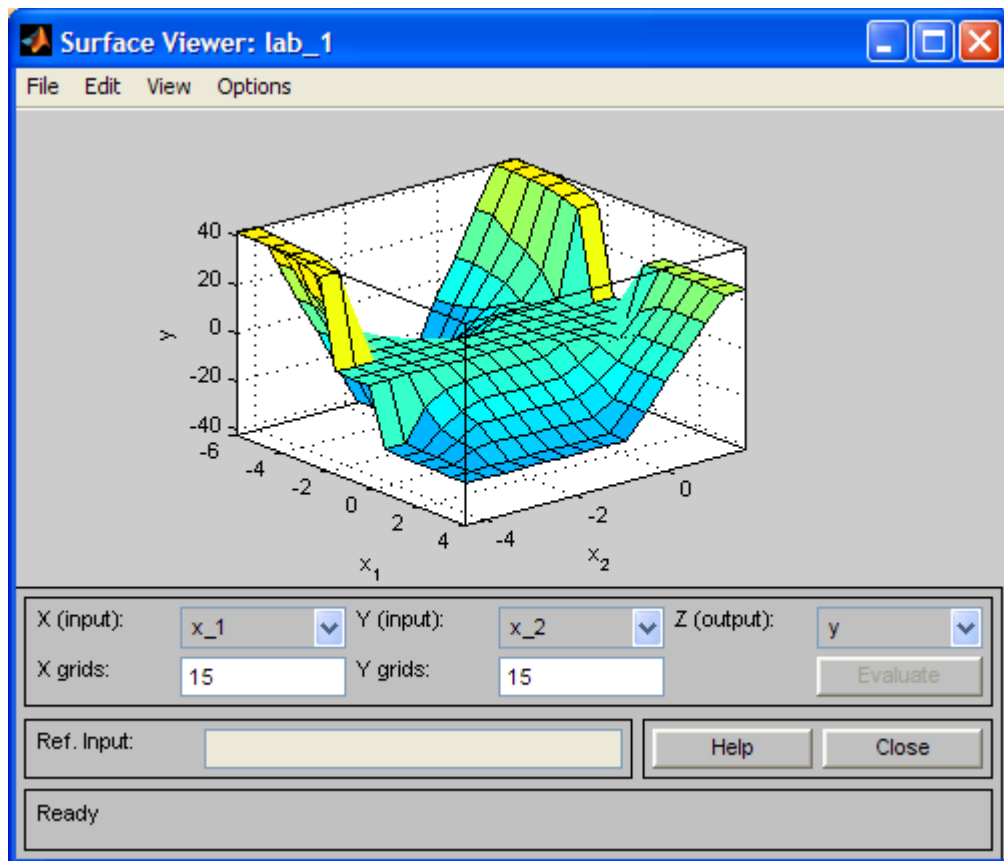 Surface Viewer: lab_1
File Edit View Options
40
20
0
-20
-40
y
-6
-4
-2
0
2
4
x_1
-4
-2
0
x_2
X (input): x_1 Y (input): x_2 Z (output): y
X grids: 15 Y grids: 15 Evaluate
Ref. Input: Help Close
Ready